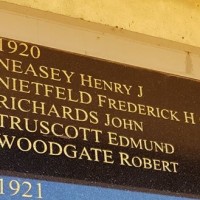 1920
NEASEY HENRY J
NIETFELD FREDERICK H
RICHARDS JOHN
TRUSCOTT EDMUND
WOODGATE ROBERT
1921